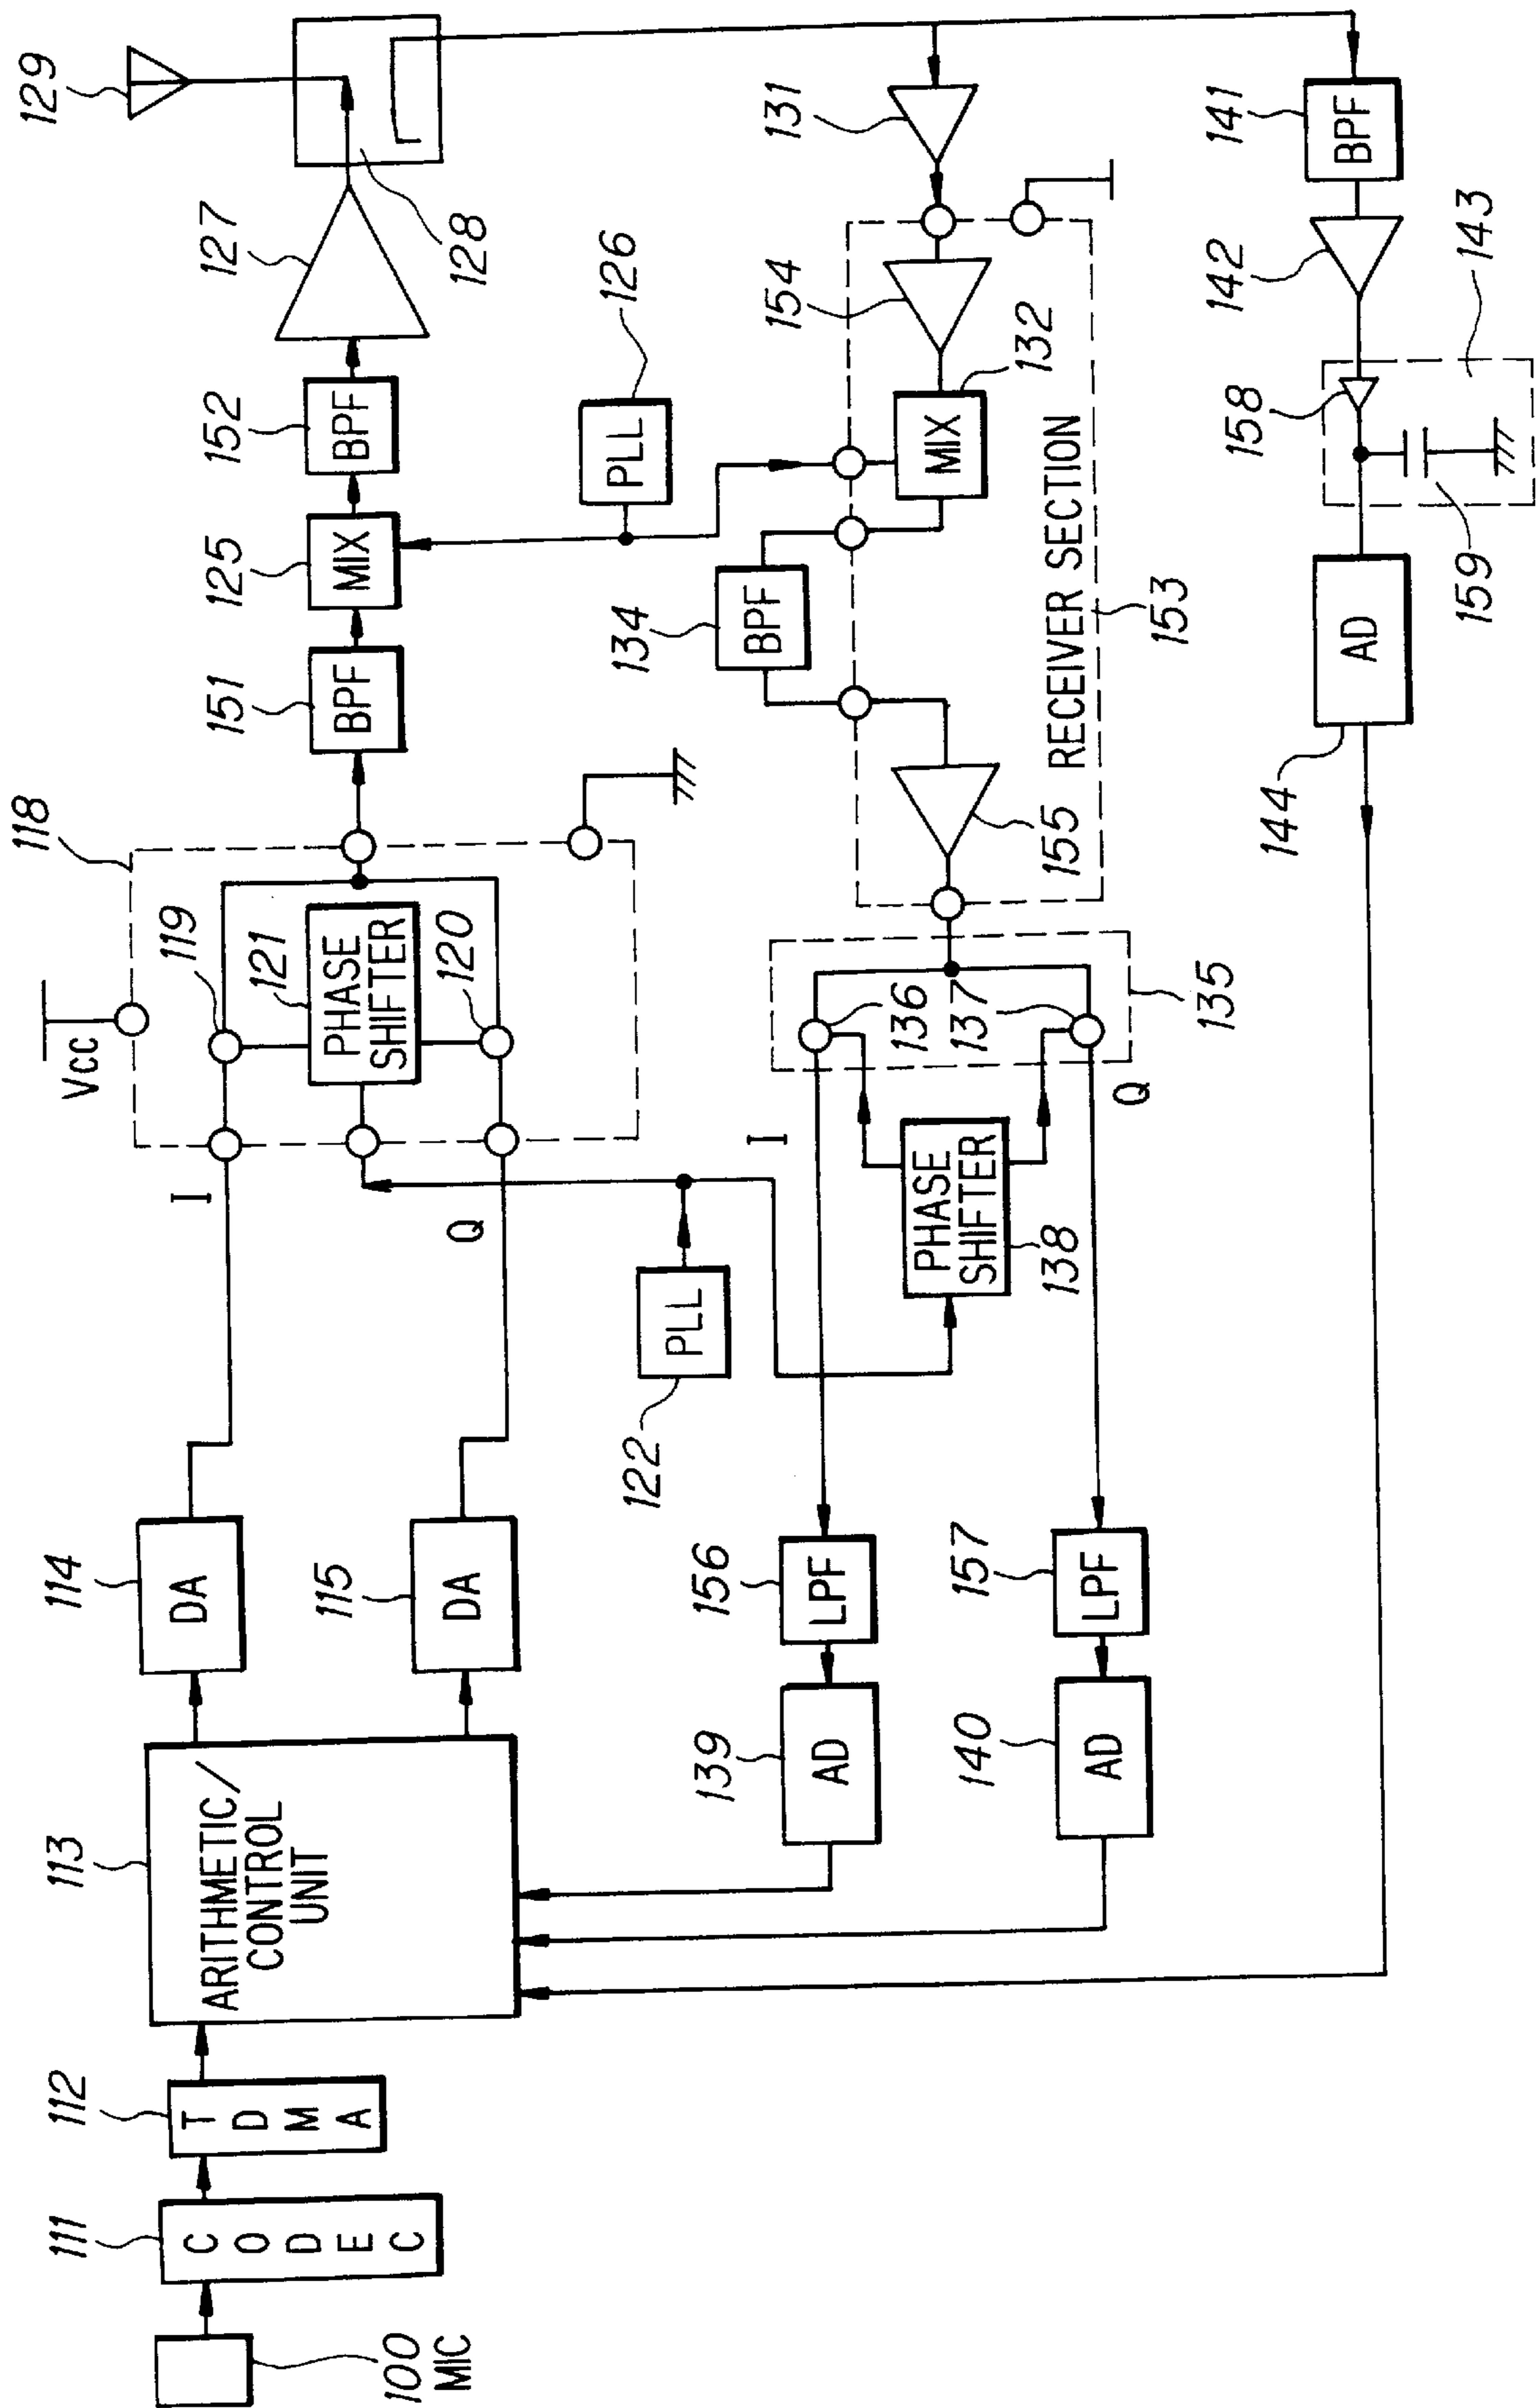 129
127
128
152
BPF
125
MIX
151
BPF
118
119
121
PHASE
SHIFTER
120
Vcc
I
Q
114
DA
115
DA
113
ARITHMETIC/
CONTROL
UNIT
112
TDMA
111
CODEC
100
MIC
126
PLL
122
PLL
131
154
132
MIX
134
BPF
155
RECEIVER SECTION
153
135
136
137
I
Q
PHASE
SHIFTER
138
156
LPF
157
LPF
139
AD
140
AD
141
BPF
142
143
158
159
AD
144